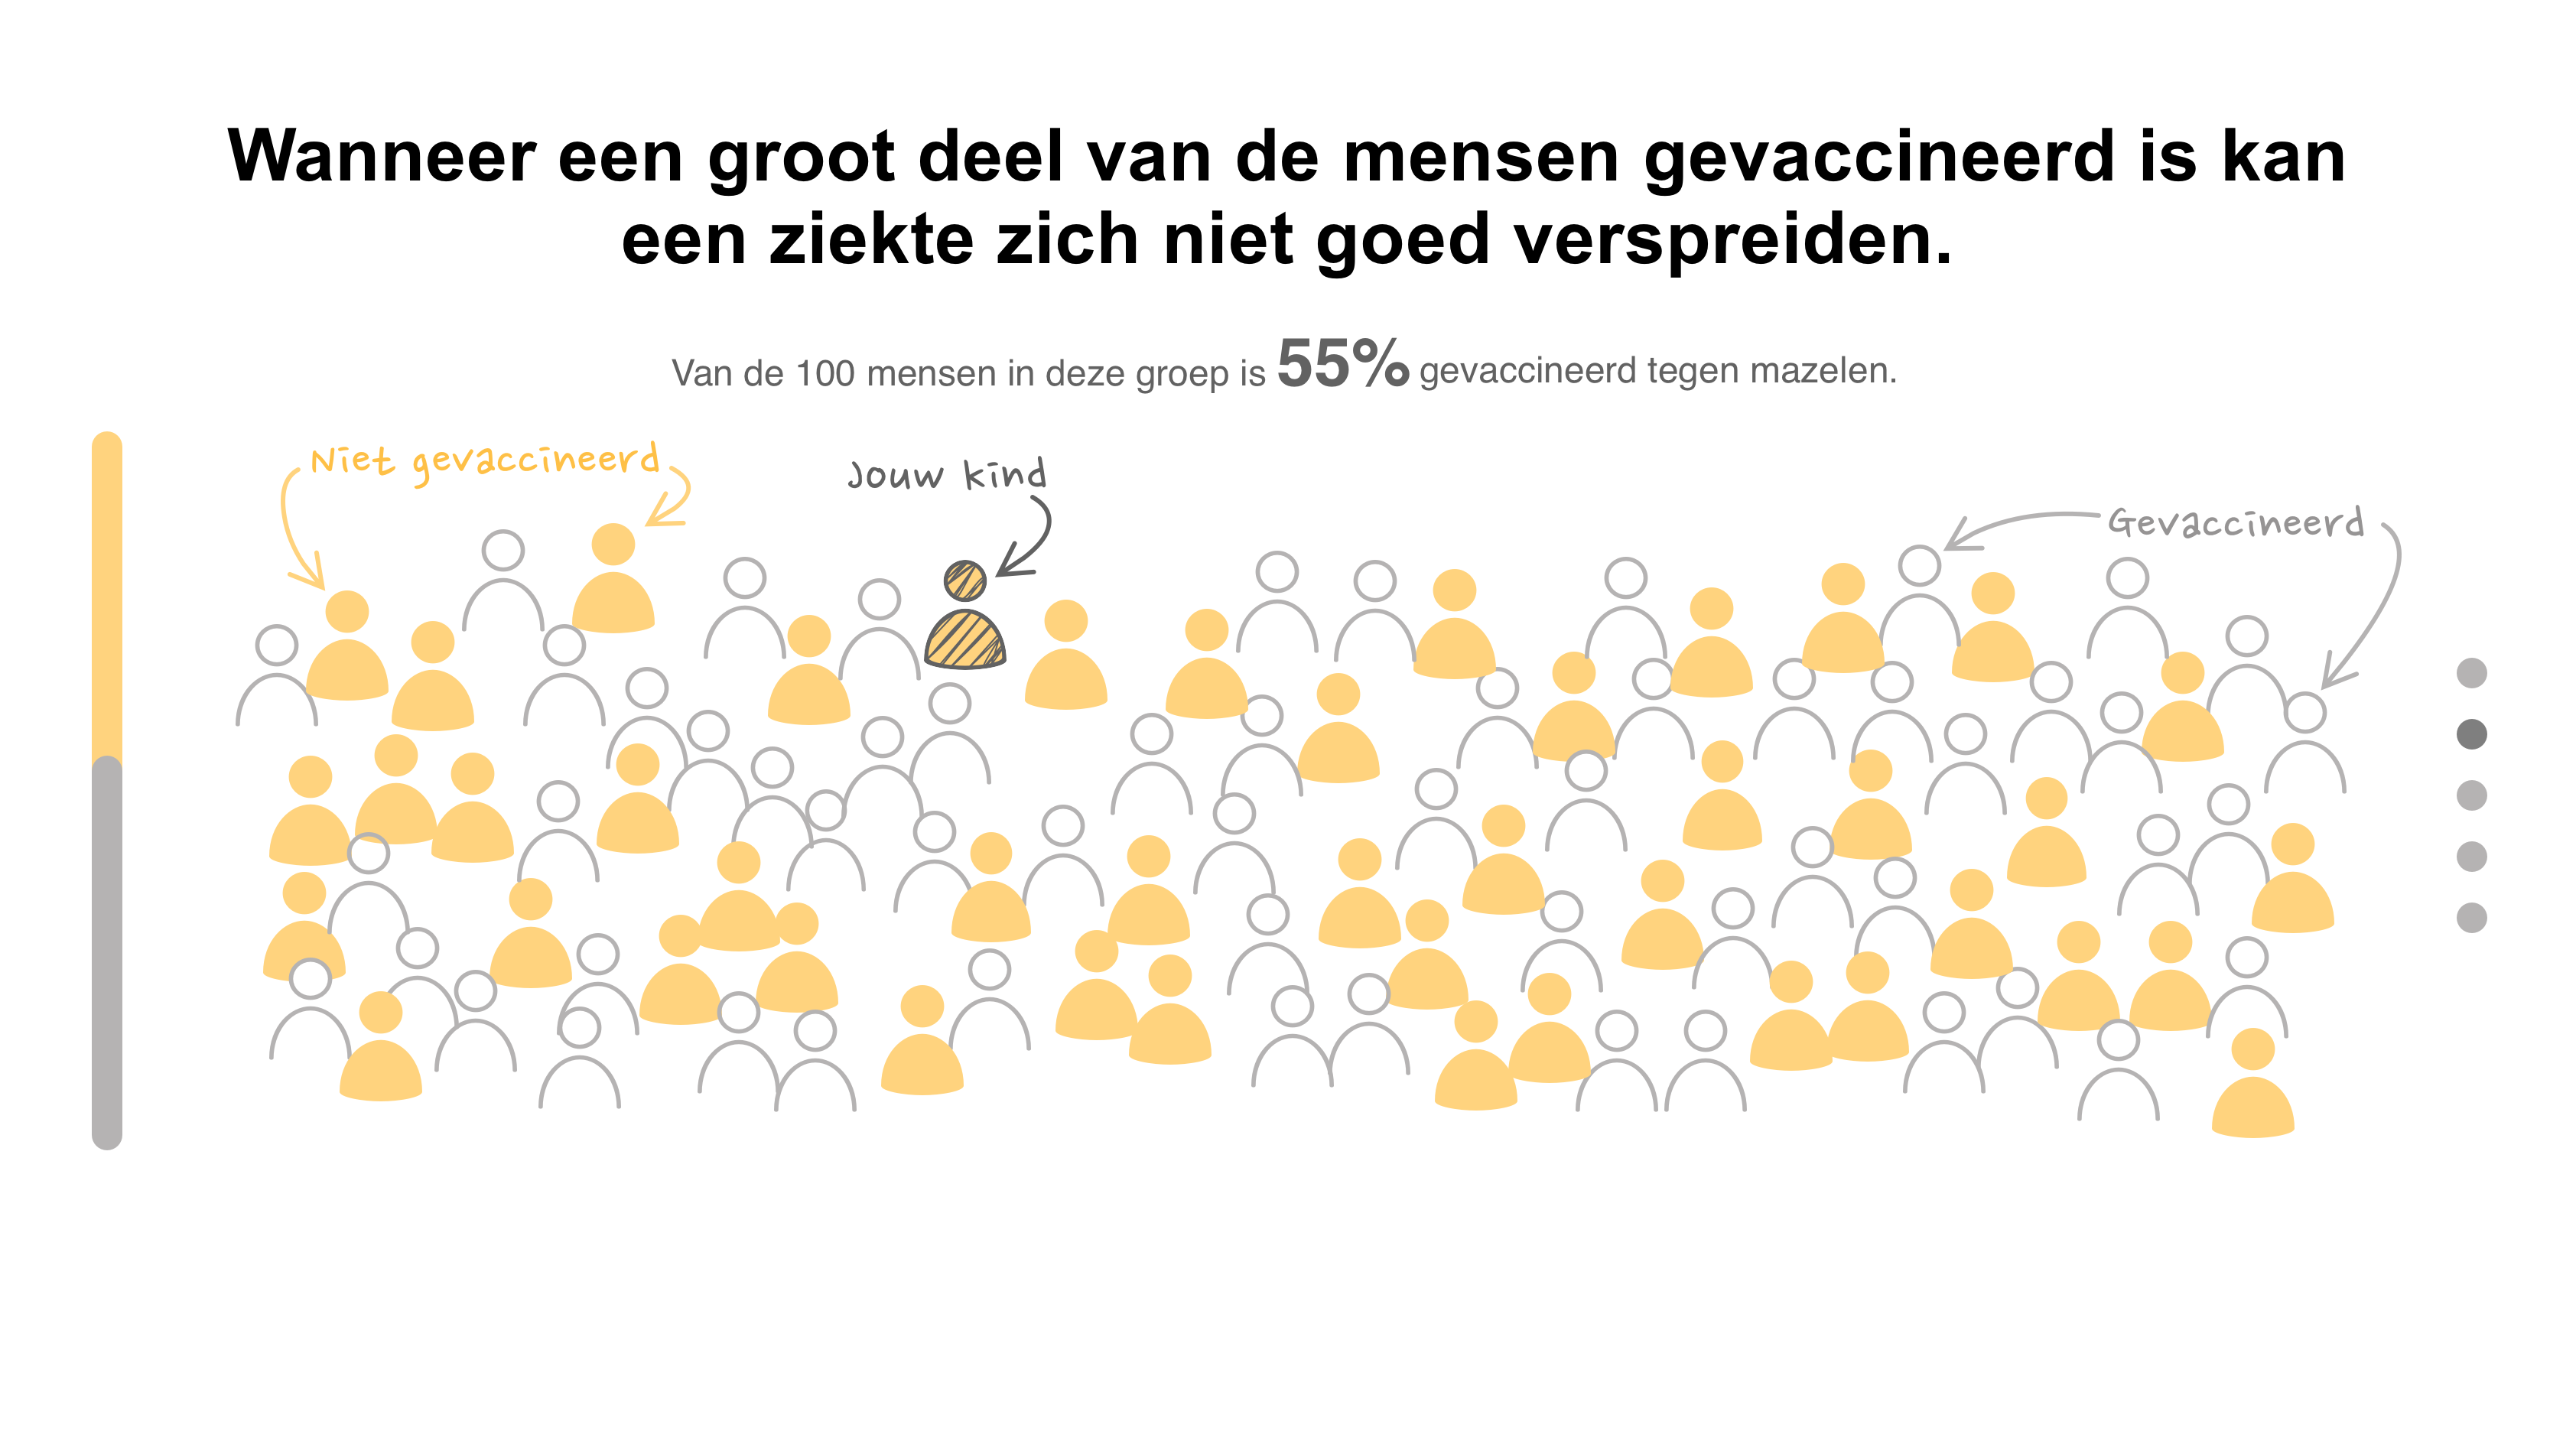 Wanneer een groot deel van de mensen gevaccineerd is kan
een ziekte zich niet goed verspreiden.
Van de 100 mensen in deze groep is 55% gevaccineerd tegen mazelen.
Niet gevaccineerd
Jouw kind
Gevaccineerd